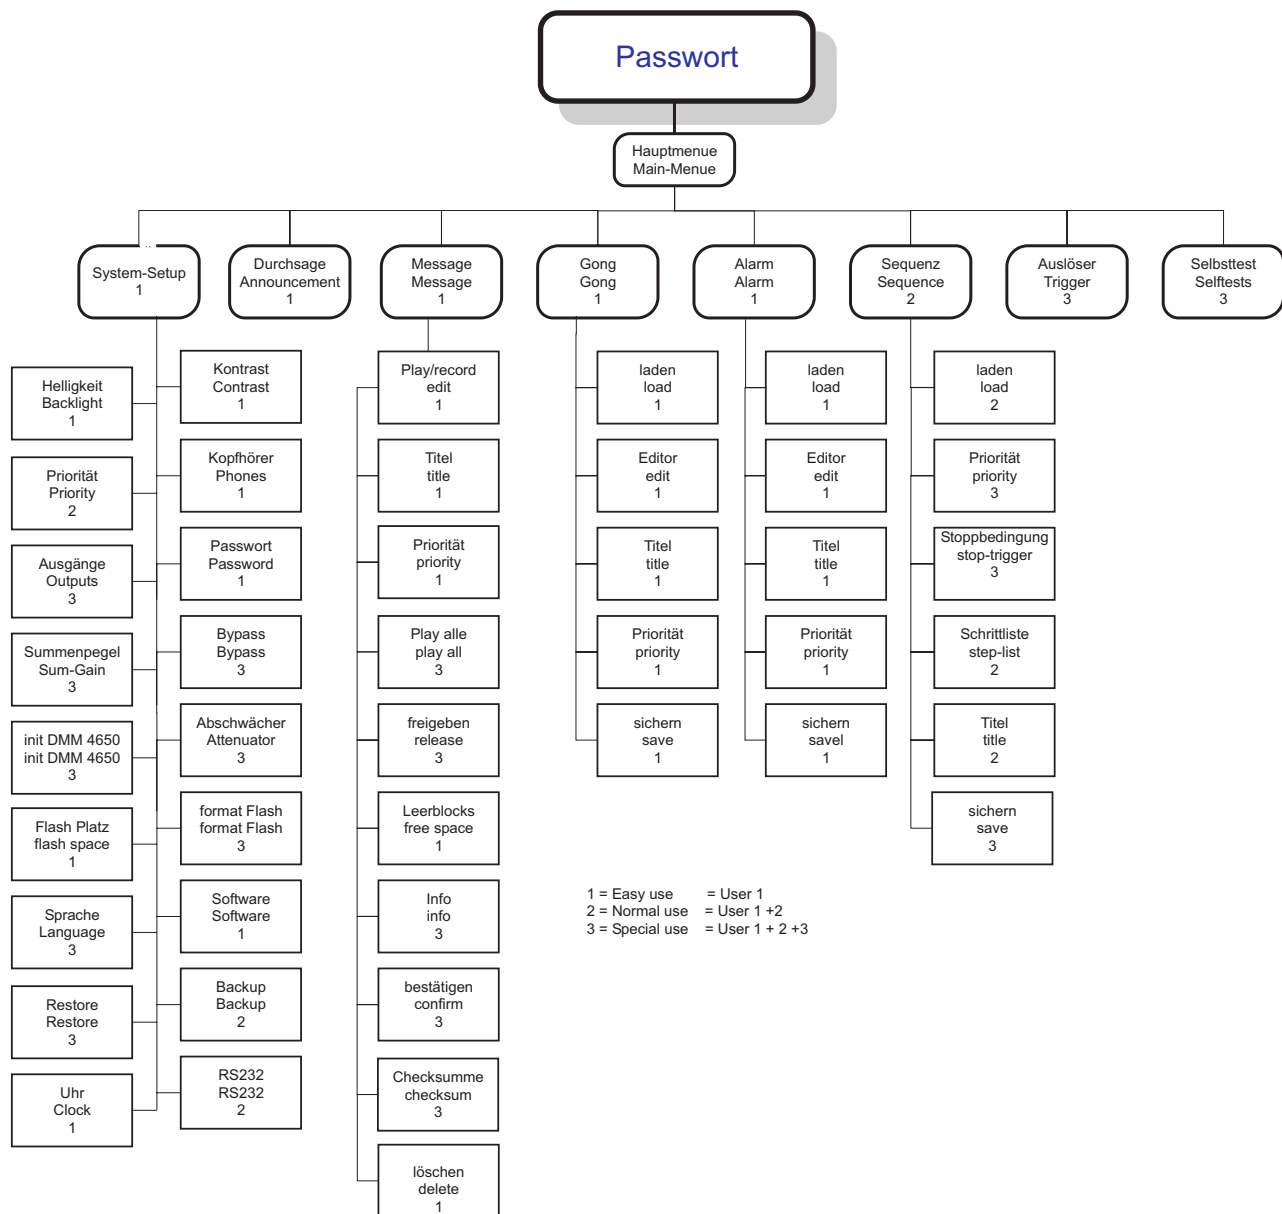 Passwort
Hauptmenue
Main-Menue
System-Setup
1
Durchsage
Announcement
1
Message
Message
1
Gong
Gong
1
Alarm
Alarm
1
Sequenz
Sequence
2
Auslöser
Trigger
3
Selbsttest
Selftests
3
Helligkeit
Backlight
1
Priorität
Priority
2
Ausgänge
Outputs
3
Summenpegel
Sum-Gain
3
init DMM 4650
init DMM 4650
3
Flash Platz
flash space
1
Sprache
Language
3
Restore
Restore
3
Uhr
Clock
1
Kontrast
Contrast
1
Kopfhörer
Phones
1
Passwort
Password
1
Bypass
Bypass
3
Abschwächer
Attenuator
3
format Flash
format Flash
3
Software
Software
1
Backup
Backup
2
RS232
RS232
2
Play/record
edit
1
Titel
title
1
Priorität
priority
1
Play alle
play all
3
freigeben
release
3
Leerblocks
free space
1
Info
info
3
bestätigen
confirm
3
Checksumme
checksum
3
löschen
delete
1
laden
load
1
Editor
edit
1
Titel
title
1
Priorität
priority
1
sichern
save
1
laden
load
1
Editor
edit
1
Titel
title
1
Priorität
priority
1
sichern
savel
1
laden
load
2
Priorität
priority
3
Stoppbedingung
stop-trigger
3
Schrittliste
step-list
2
Titel
title
2
sichern
save
3
1 = Easy use = User 1
2 = Normal use = User 1 +2
3 = Special use = User 1 + 2 +3